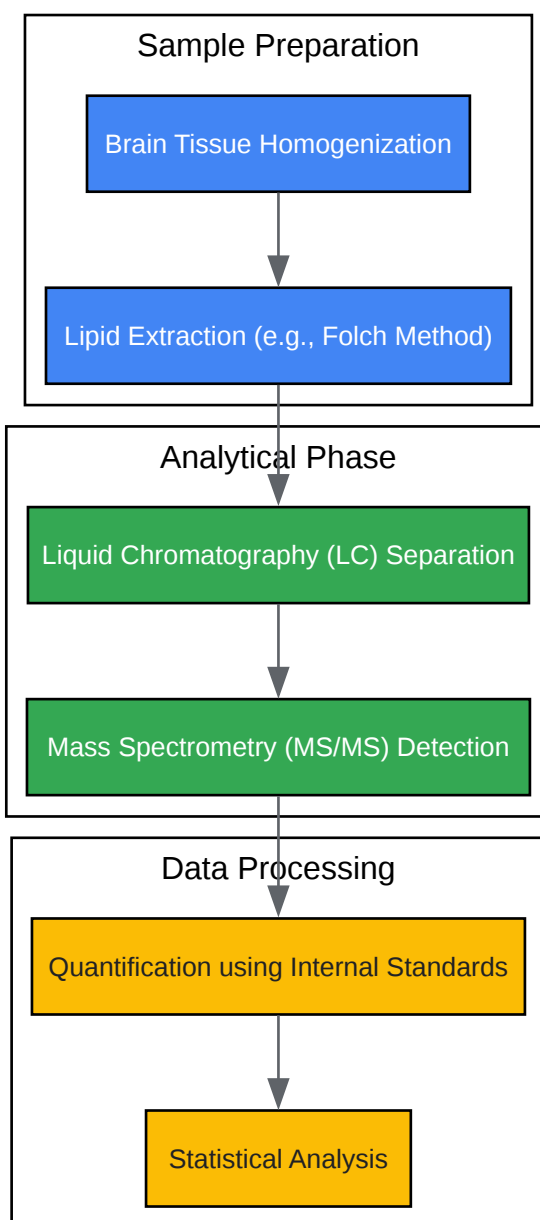 Sample Preparation
Brain Tissue Homogenization
Lipid Extraction (e.g., Folch Method)
Analytical Phase
Liquid Chromatography (LC) Separation
Mass Spectrometry (MS/MS) Detection
Data Processing
Quantification using Internal Standards
Statistical Analysis